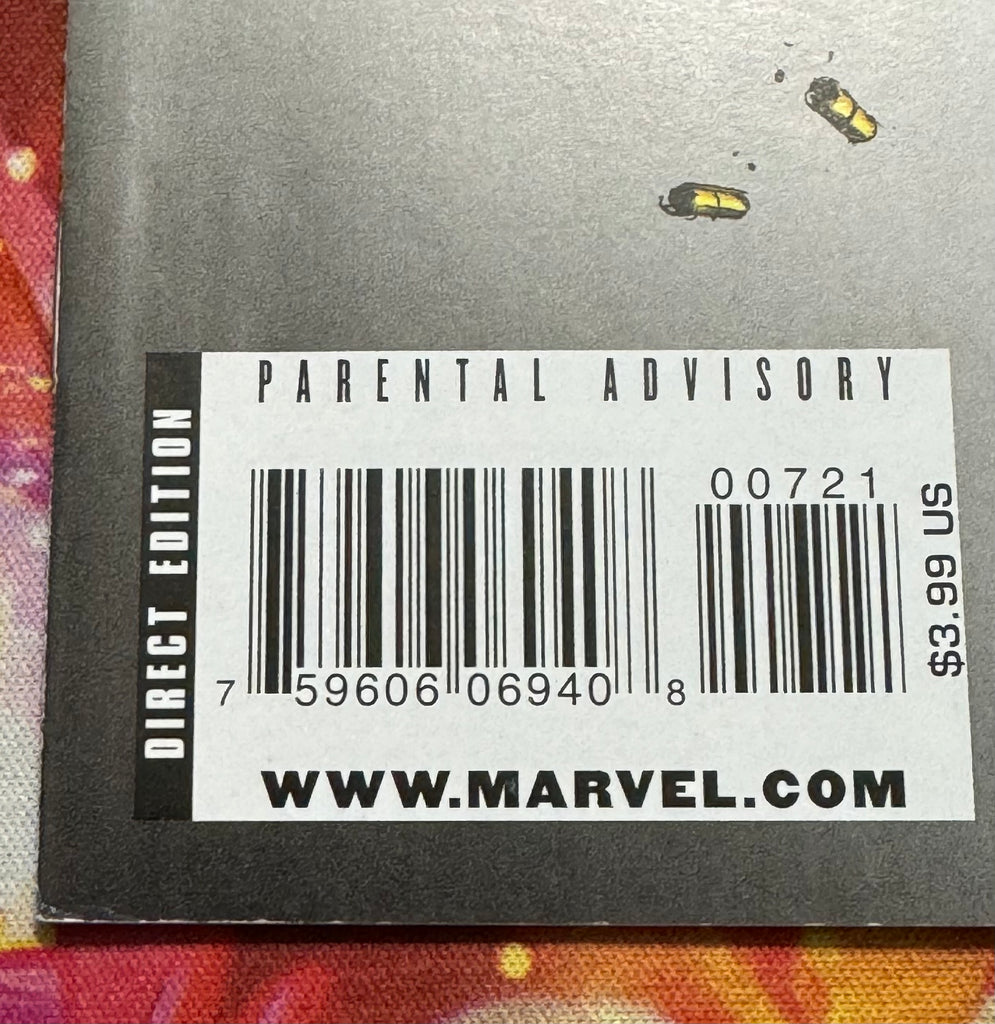 PARENTAL ADVISORY
DIRECT EDITION
00721
$3.99 US
7 59606 06940 8
WWW.MARVEL.COM